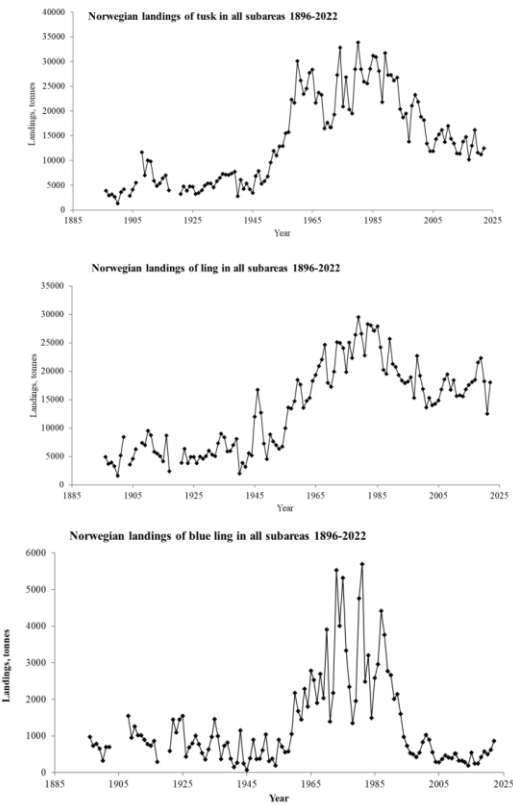 Norwegian landings of tusk in all subareas 1896-2022
40000
35000
30000
25000
20000
15000
10000
5000
0
Landings, tonnes
1885 1905 1925 1945 1965 1985 2005 2025
Year
Norwegian landings of ling in all subareas 1896-2022
35000
30000
25000
20000
15000
10000
5000
0
Landings, tonnes
1885 1905 1925 1945 1965 1985 2005 2025
Year
Norwegian landings of blue ling in all subareas 1896-2022
6000
5000
4000
3000
2000
1000
0
Landings, tonnes
1885 1905 1925 1945 1965 1985 2005 2025
Year